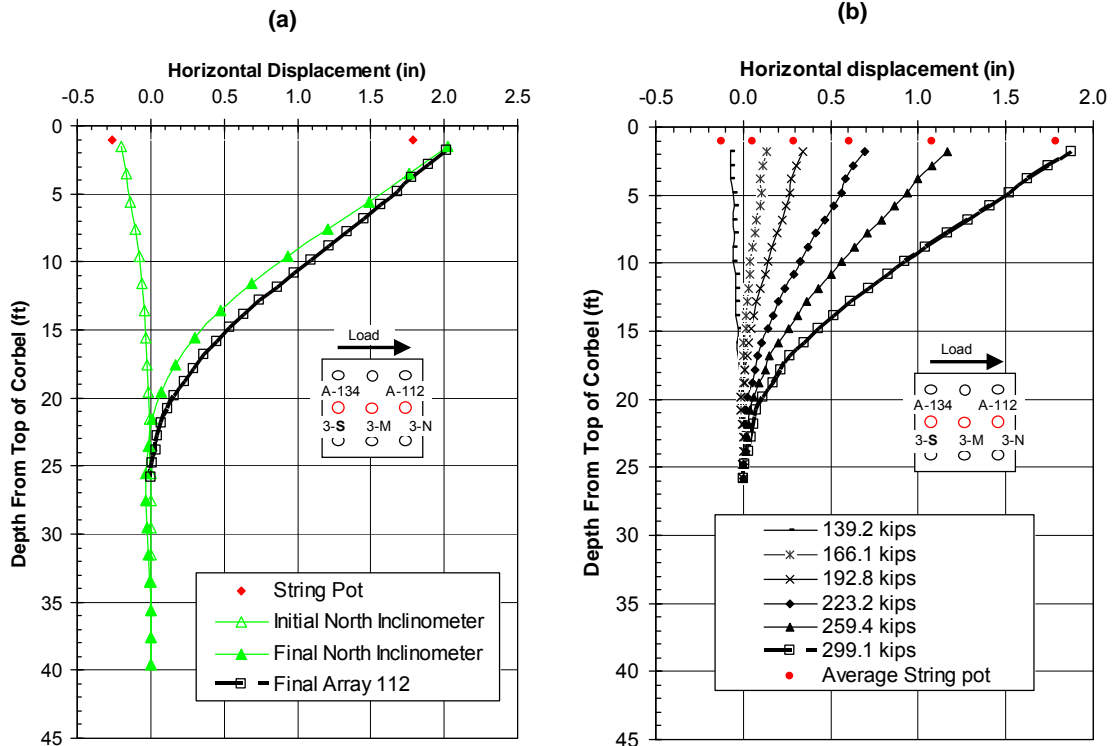 (a)
Horizontal Displacement (in)
-0.5 0.0 0.5 1.0 1.5 2.0 2.5
0
5
10
15
20
25
30
35
40
45
Depth From Top of Corbel (ft)
Load
A-134 A-112
3-S 3-M 3-N
String Pot
Initial North Inclinometer
Final North Inclinometer
Final Array 112
(b)
Horizontal displacement (in)
-0.5 0.0 0.5 1.0 1.5 2.0
0
5
10
15
20
25
30
35
40
45
Depth From Top of Corbel (ft)
Load
A-134 A-112
3-S 3-M 3-N
139.2 kips
166.1 kips
192.8 kips
223.2 kips
259.4 kips
299.1 kips
Average String pot